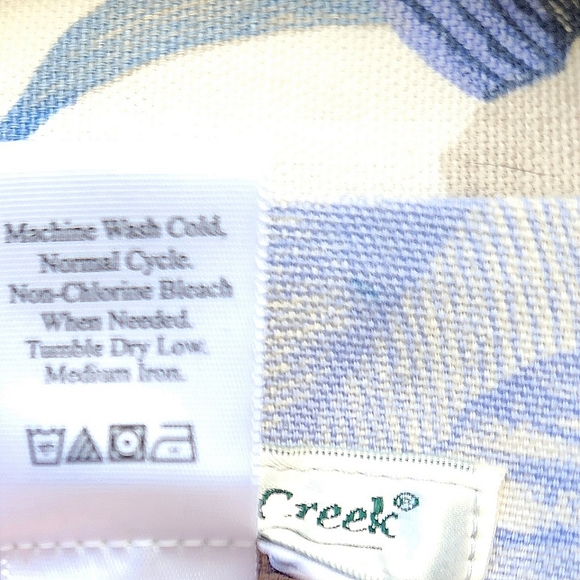 Machine Wash Cold.
Normal Cycle.
Non-Chlorine Bleach
When Needed.
Tumble Dry Low.
Medium Iron.
Creek®